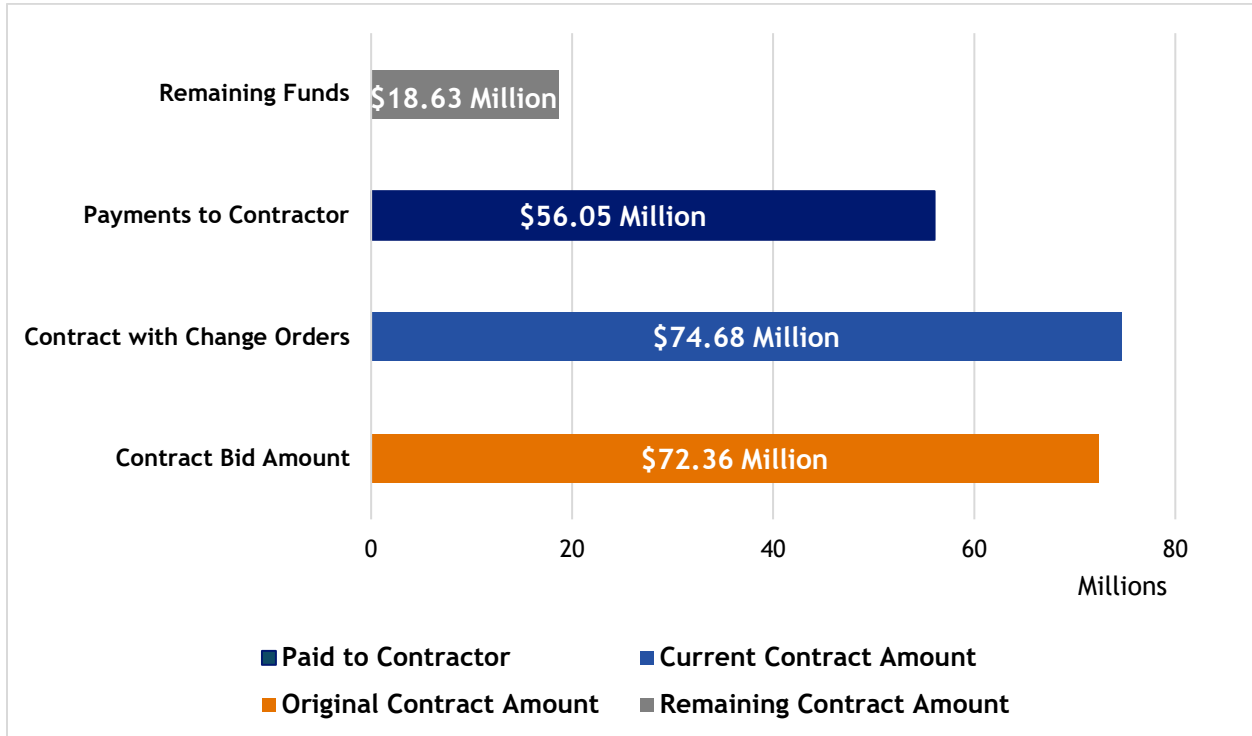 Remaining Funds
$18.63 Million
Payments to Contractor
$56.05 Million
Contract with Change Orders
$74.68 Million
Contract Bid Amount
$72.36 Million
0 20 40 60 80
Millions
Paid to Contractor Current Contract Amount
Original Contract Amount Remaining Contract Amount